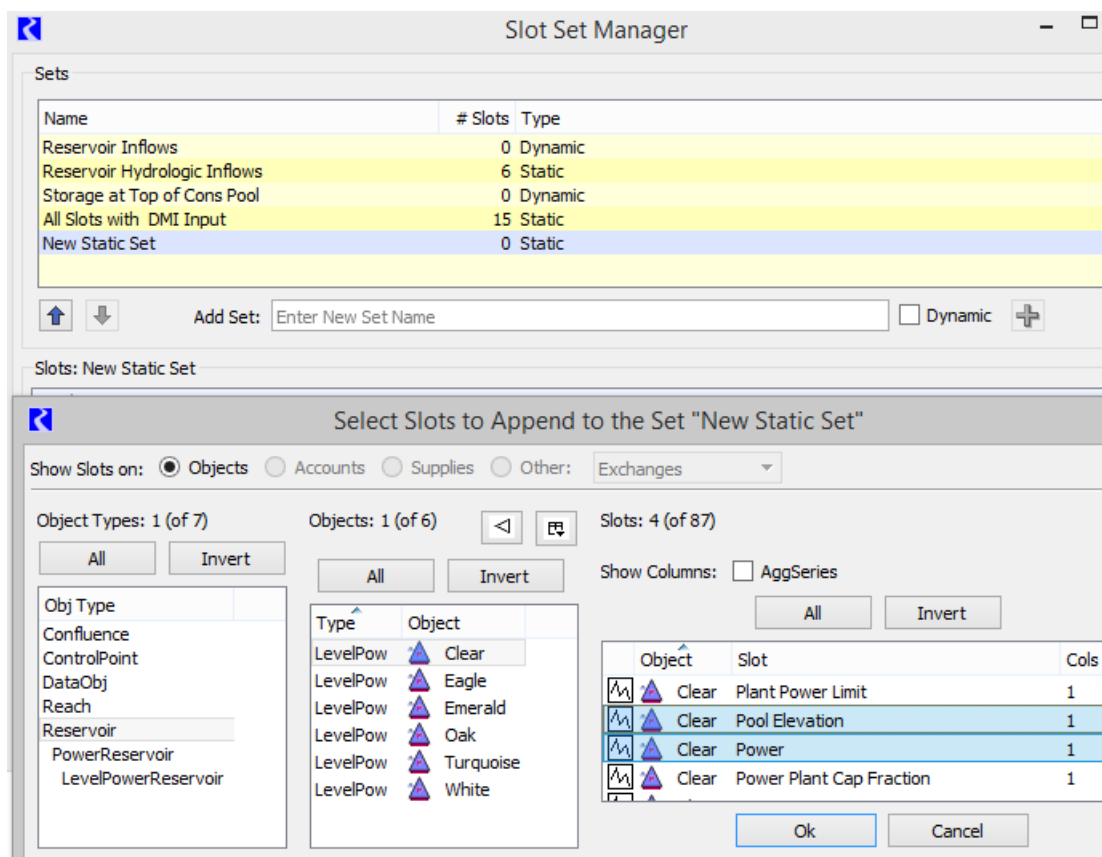 Slot Set Manager
Sets
Name # Slots Type
Reservoir Inflows 0 Dynamic
Reservoir Hydrologic Inflows 6 Static
Storage at Top of Cons Pool 0 Dynamic
All Slots with DMI Input 15 Static
New Static Set 0 Static
Add Set: Enter New Set Name Dynamic
Slots: New Static Set
Select Slots to Append to the Set "New Static Set"
Show Slots on: Objects Accounts Supplies Other: Exchanges
Object Types: 1 (of 7)
All Invert
Obj Type
Confluence
ControlPoint
DataObj
Reach
Reservoir
PowerReservoir
LevelPowerReservoir
Objects: 1 (of 6)
All Invert
Type Object
LevelPow Clear
LevelPow Eagle
LevelPow Emerald
LevelPow Oak
LevelPow Turquoise
LevelPow White
Slots: 4 (of 87)
Show Columns: AggSeries
All Invert
Object Slot Cols
Clear Plant Power Limit 1
Clear Pool Elevation 1
Clear Power 1
Clear Power Plant Cap Fraction 1
Ok Cancel